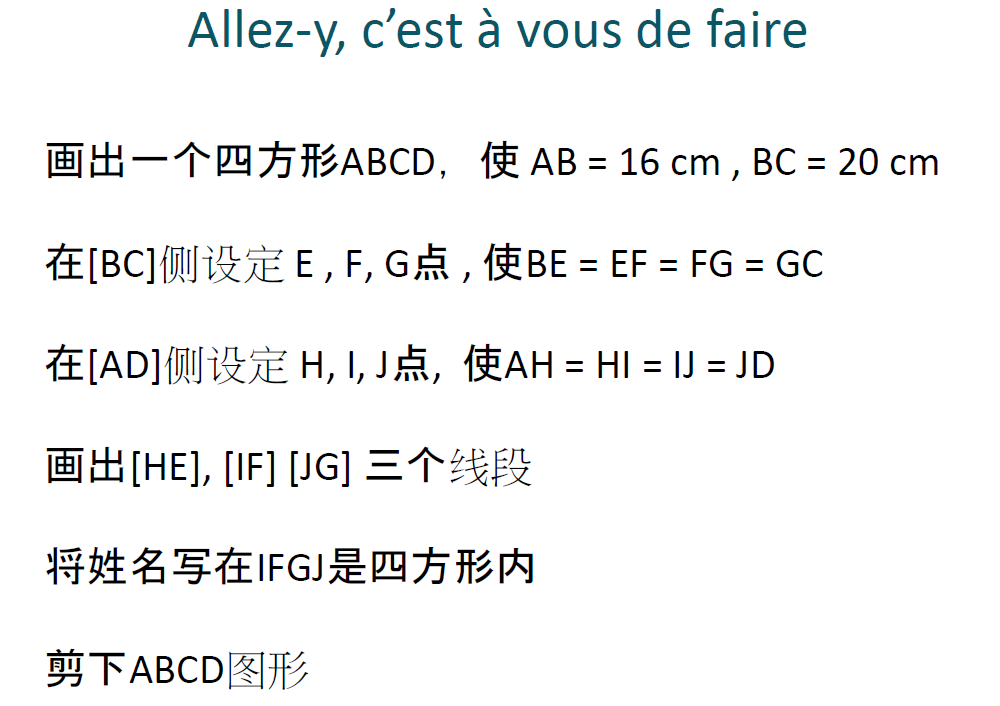 Allez-y, c’est à vous de faire
画出一个四方形ABCD， 使 AB = 16 cm , BC = 20 cm
在[BC]侧设定 E , F, G点 , 使BE = EF = FG = GC
在[AD]侧设定 H, I, J点, 使AH = HI = IJ = JD
画出[HE], [IF] [JG] 三个线段
将姓名写在IFGJ是四方形内
剪下ABCD图形